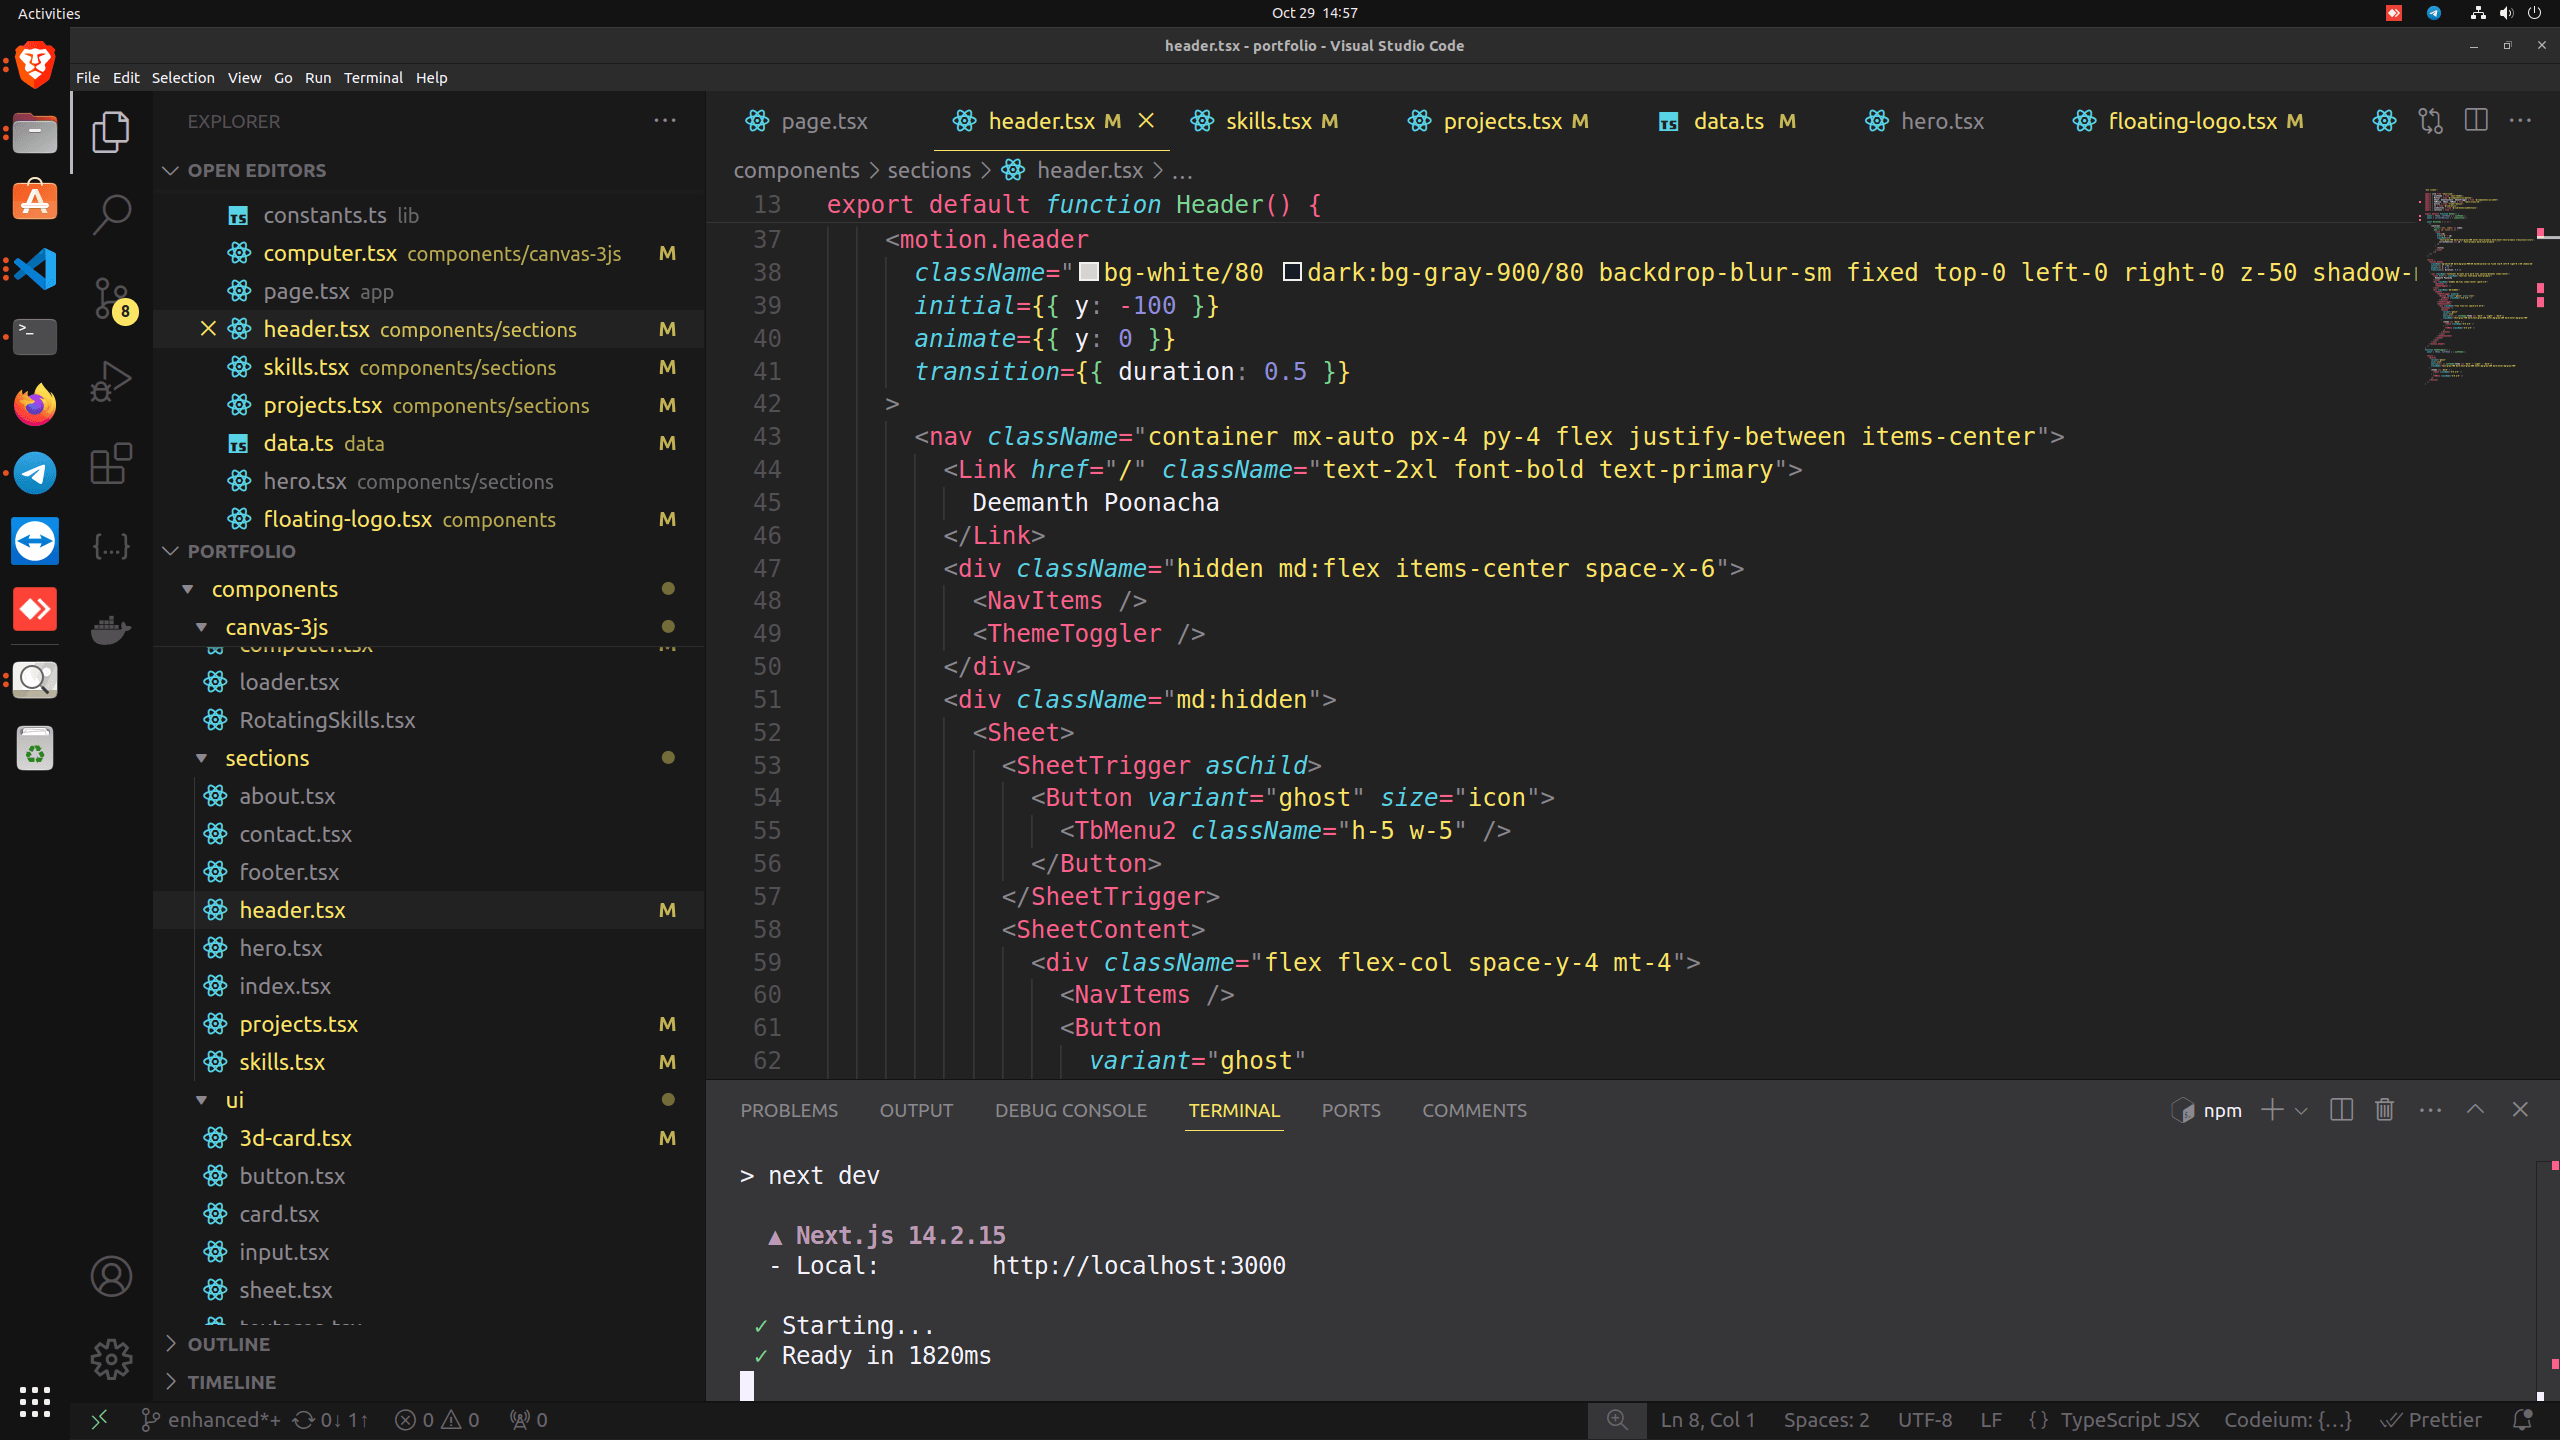 Activities
Oct 29 14:57
header.tsx - portfolio - Visual Studio Code
File Edit Selection View Go Run Terminal Help
EXPLORER
OPEN EDITORS
constants.ts lib
computer.tsx components/canvas-3js M
page.tsx app
header.tsx components/sections M
skills.tsx components/sections M
projects.tsx components/sections M
data.ts data M
hero.tsx components/sections
floating-logo.tsx components M
PORTFOLIO
components
canvas-3js
computer.tsx M
loader.tsx
RotatingSkills.tsx
sections
about.tsx
contact.tsx
footer.tsx
header.tsx M
hero.tsx
index.tsx
projects.tsx M
skills.tsx M
ui
3d-card.tsx M
button.tsx
card.tsx
input.tsx
sheet.tsx
OUTLINE
TIMELINE
8
page.tsx header.tsx M skills.tsx M projects.tsx M data.ts M hero.tsx floating-logo.tsx M
components > sections > header.tsx > ...
13 export default function Header() {
37 <motion.header
38 className="bg-white/80 dark:bg-gray-900/80 backdrop-blur-sm fixed top-0 left-0 right-0 z-50 shadow-
39 initial={{ y: -100 }}
40 animate={{ y: 0 }}
41 transition={{ duration: 0.5 }}
42 >
43 <nav className="container mx-auto px-4 py-4 flex justify-between items-center">
44 <Link href="/" className="text-2xl font-bold text-primary">
45 Deemanth Poonacha
46 </Link>
47 <div className="hidden md:flex items-center space-x-6">
48 <NavItems />
49 <ThemeToggler />
50 </div>
51 <div className="md:hidden">
52 <Sheet>
53 <SheetTrigger asChild>
54 <Button variant="ghost" size="icon">
55 <TbMenu2 className="h-5 w-5" />
56 </Button>
57 </SheetTrigger>
58 <SheetContent>
59 <div className="flex flex-col space-y-4 mt-4">
60 <NavItems />
61 <Button
62 variant="ghost"
PROBLEMS OUTPUT DEBUG CONSOLE TERMINAL PORTS COMMENTS
npm
> next dev
▲ Next.js 14.2.15
- Local: http://localhost:3000
✓ Starting...
✓ Ready in 1820ms
enhanced*+ 0↓ 1↑ 0 0 0
Ln 8, Col 1 Spaces: 2 UTF-8 LF {} TypeScript JSX Codeium: {...} Prettier